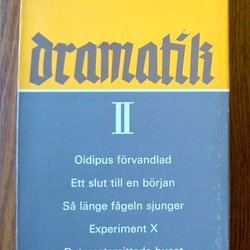 dramatik
II
Oidipus förvandlad
Ett slut till en början
Så länge fågeln sjunger
Experiment X